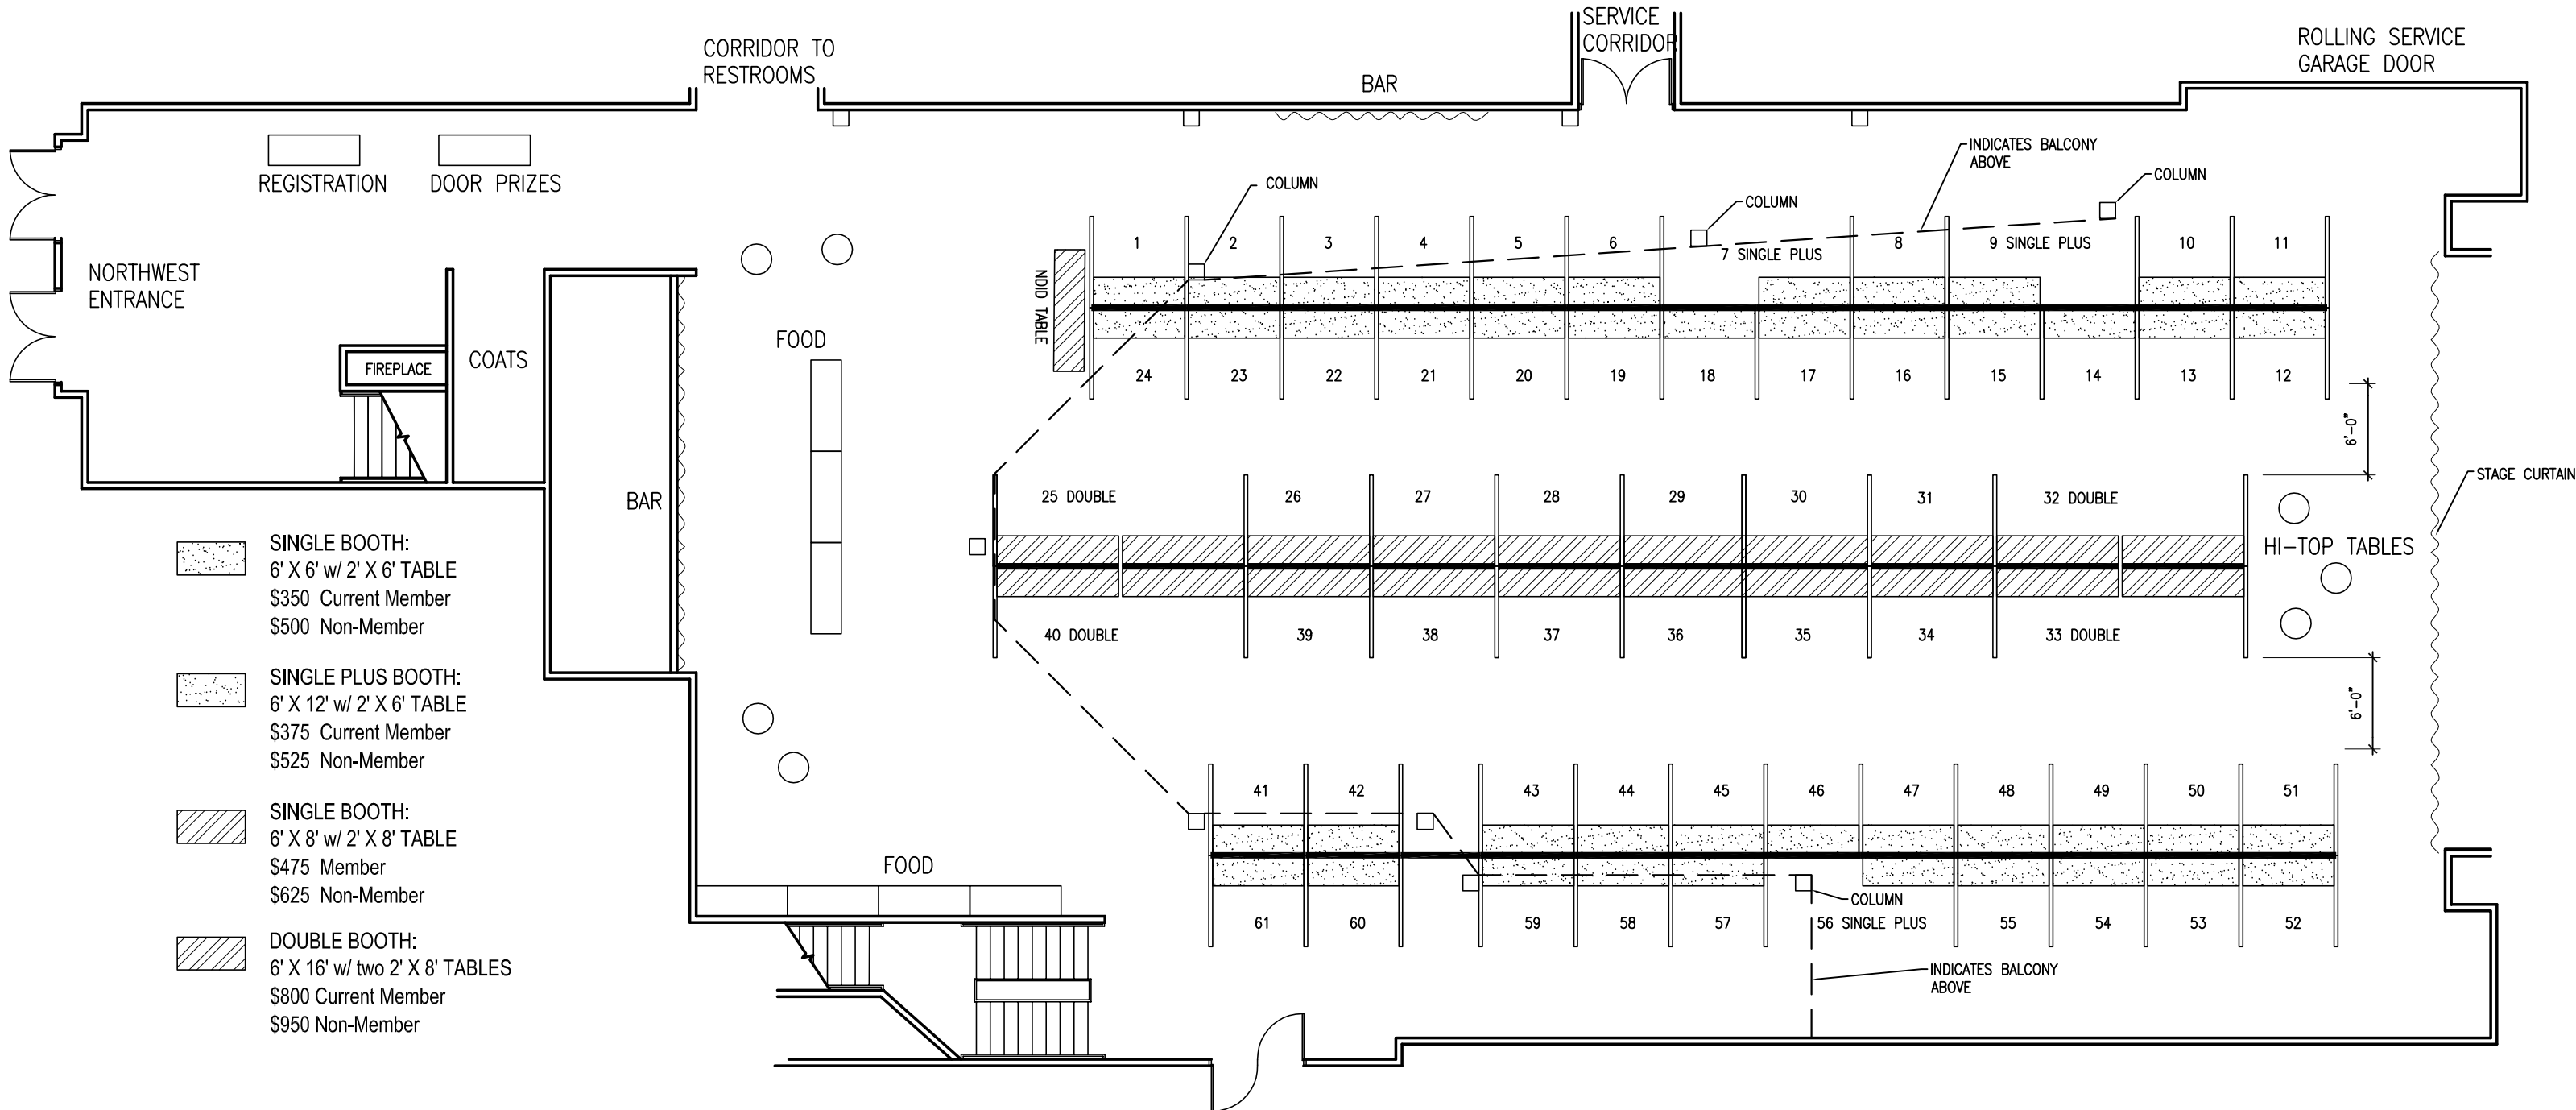 SERVICE
CORRIDOR
ROLLING SERVICE
GARAGE DOOR
CORRIDOR TO
RESTROOMS
BAR
INDICATES BALCONY
ABOVE
COLUMN
COLUMN
COLUMN
REGISTRATION
DOOR PRIZES
NORTHWEST
ENTRANCE
1
2
3
4
5
6
7 SINGLE PLUS
8
9 SINGLE PLUS
10
11
NDID TABLE
FOOD
COATS
FIREPLACE
24
23
22
21
20
19
18
17
16
15
14
13
12
6'-0"
STAGE CURTAIN
BAR
25 DOUBLE
26
27
28
29
30
31
32 DOUBLE
HI-TOP TABLES
40 DOUBLE
39
38
37
36
35
34
33 DOUBLE
6'-0"
SINGLE BOOTH:
6' X 6' w/ 2' X 6' TABLE
$350 Current Member
$500 Non-Member
SINGLE PLUS BOOTH:
6' X 12' w/ 2' X 6' TABLE
$375 Current Member
$525 Non-Member
SINGLE BOOTH:
6' X 8' w/ 2' X 8' TABLE
$475 Member
$625 Non-Member
DOUBLE BOOTH:
6' X 16' w/ two 2' X 8' TABLES
$800 Current Member
$950 Non-Member
41
42
43
44
45
46
47
48
49
50
51
FOOD
COLUMN
61
60
59
58
57
56 SINGLE PLUS
55
54
53
52
INDICATES BALCONY
ABOVE